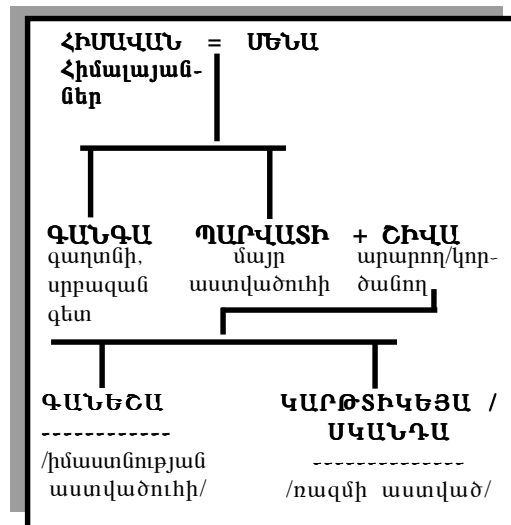 ՀԻՄԱՎԱՆ = ՄԵՆԱ
Հիմալայան-
ներ
ԳԱՆԳԱ ՊԱՐՎԱՏԻ + ՇԻՎԱ
գաղտնի, մայր արարող/կոր-
սրբազան աստվածուհի ծանող
գետ
ԳԱՆԵՇԱ ԿԱՐԹՏԻԿԵՅԱ /
ՍԿԱՆԴԱ
------------ --------------
/իմաստնության
աստվածուհի/ /ռազմի աստված/